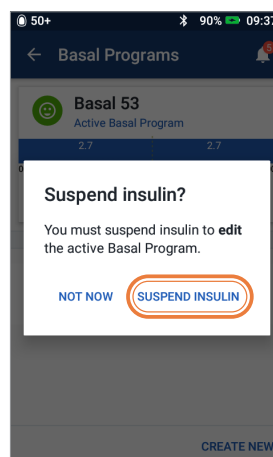 50+ 90% 09:37
Basal Programs
5
Basal 53
Active Basal Program
2.7 2.7
Suspend insulin?
You must suspend insulin to edit
the active Basal Program.
NOT NOW SUSPEND INSULIN
CREATE NEW